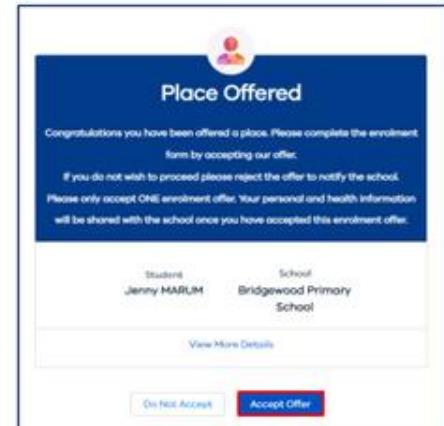 Place Offered
Congratulations you have been offered a place. Please complete the enrolment
form by accepting our offer.
If you do not wish to proceed please reject the offer to notify the school.
Please only accept ONE enrolment offer. Your personal and health information
will be shared with the school once you have accepted this enrolment offer.
Student
Jenny MARUM
School
Bridgewood Primary
School
View More Details
Do Not Accept
Accept Offer